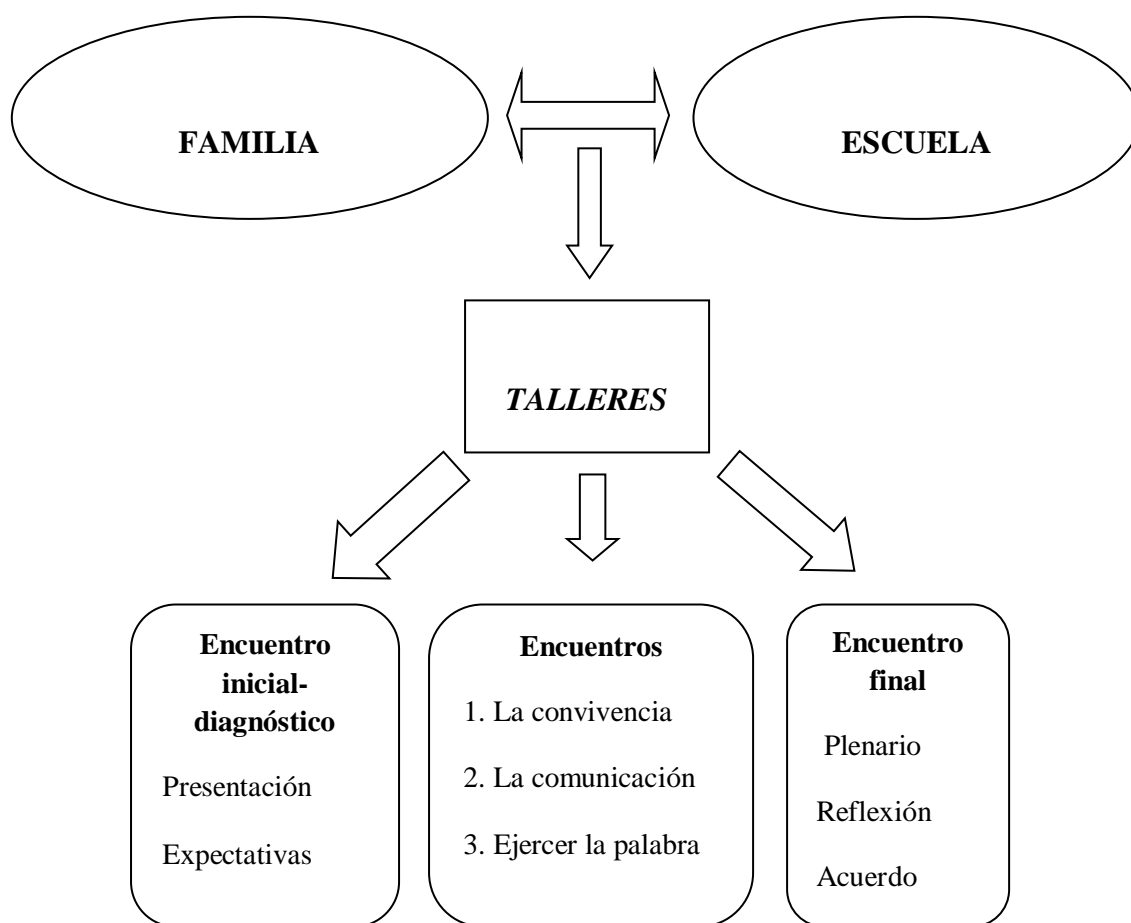 FAMILIA
ESCUELA
TALLERES
Encuentro
inicial-
diagnóstico
Presentación
Expectativas
Encuentros
1. La convivencia
2. La comunicación
3. Ejercer la palabra
Encuentro
final
Plenario
Reflexión
Acuerdo